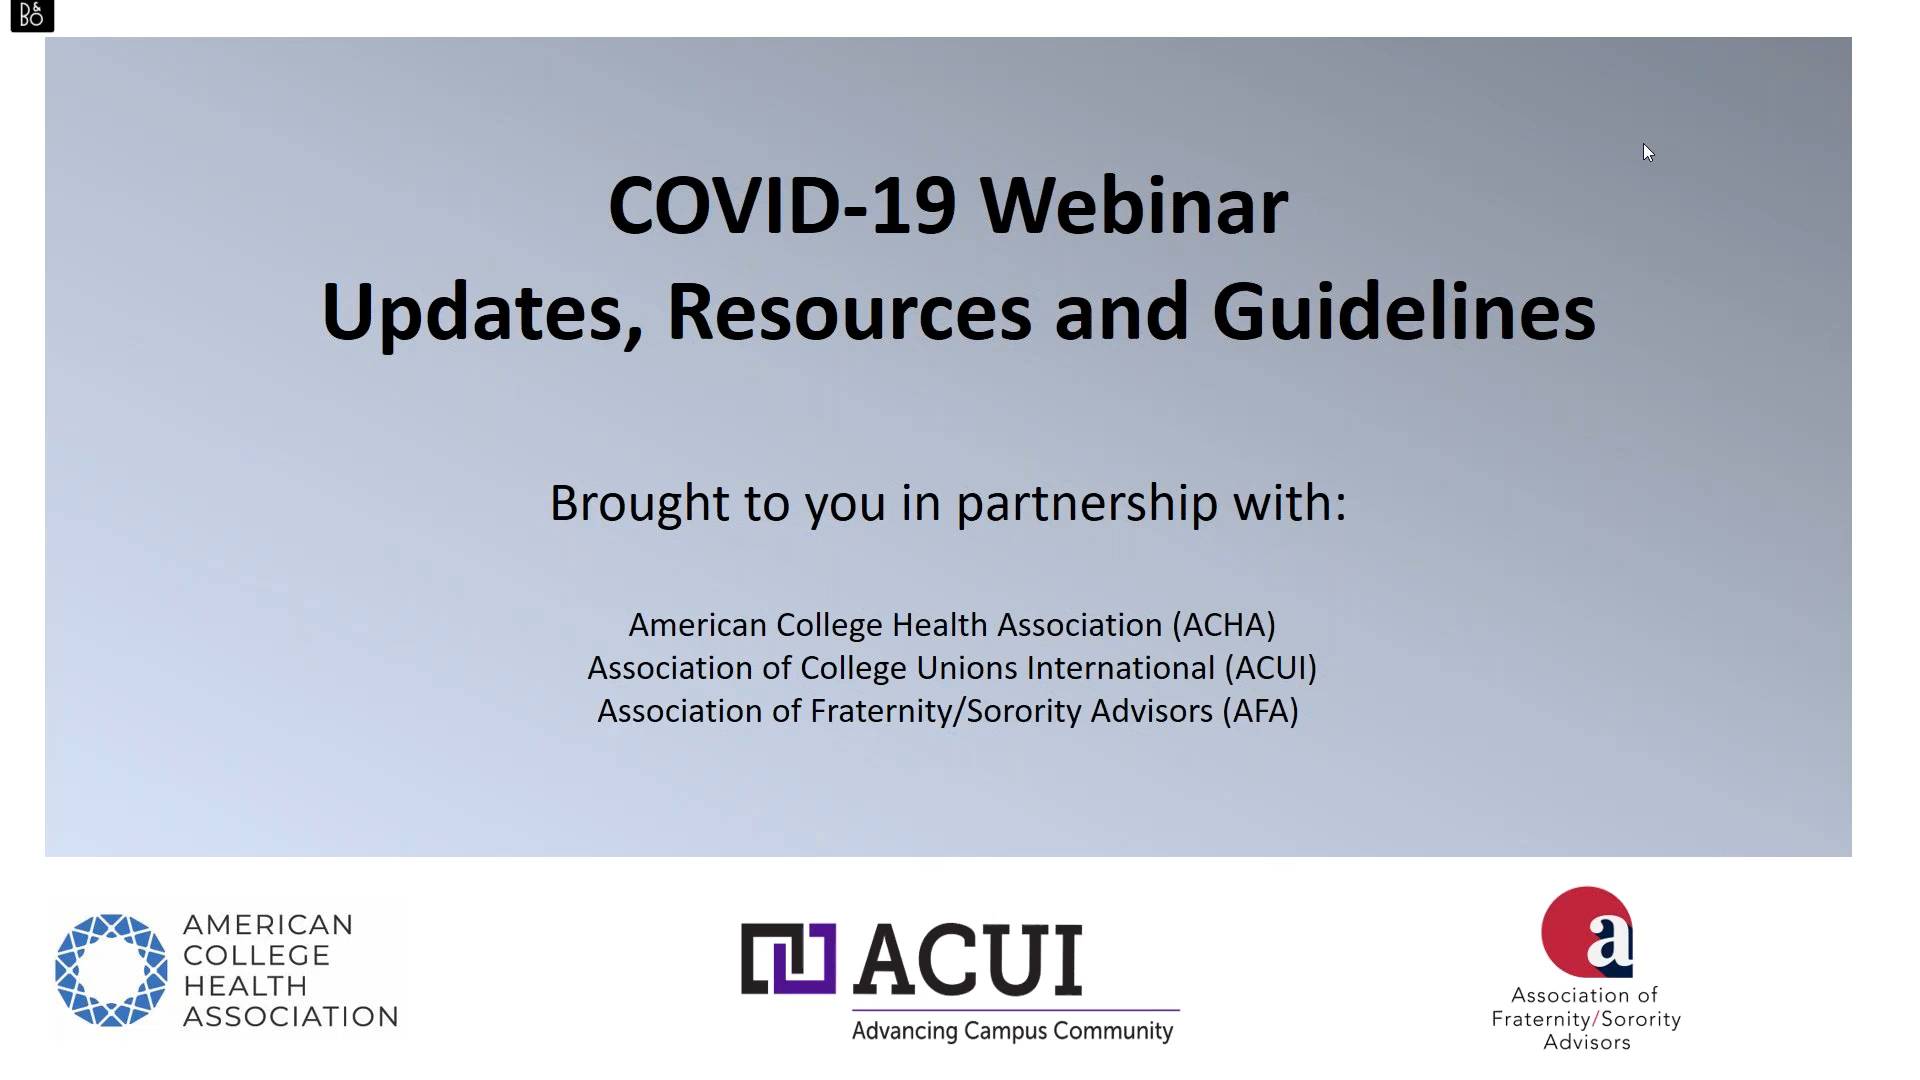 B&O
COVID-19 Webinar
Updates, Resources and Guidelines
Brought to you in partnership with:
American College Health Association (ACHA)
Association of College Unions International (ACUI)
Association of Fraternity/Sorority Advisors (AFA)
AMERICAN
COLLEGE
HEALTH
ASSOCIATION
ACUI
Advancing Campus Community
a
Association of
Fraternity/Sorority
Advisors